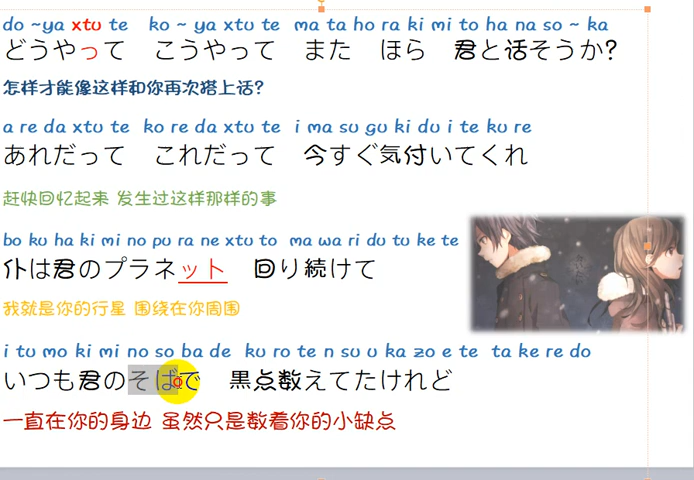 do ~ya xtu te ko ~ ya xtu te ma ta ho ra ki mi to ha na so ~ ka
どうやって こうやって また ほら 君と话そうか?
怎样才能像这样和你再次搭上话?
a re da xtu te ko re da xtu te i ma su gu ki du i te ku re
あれだって これだって 今すぐ気付いてくれ
赶快回忆起来 发生过这样那样的事
bo ku ha ki mi no pu ra ne xtu to ma wa ri du tu ke te
仆は君のプラネット 回り続けて
我就是你的行星 围绕在你周围
i tu mo ki mi no so ba de ku ro te n su u ka zo e te ta ke re do
いつも君のそばで 黒点数えてたけれど
一直在你的身边 虽然只是数着你的小缺点